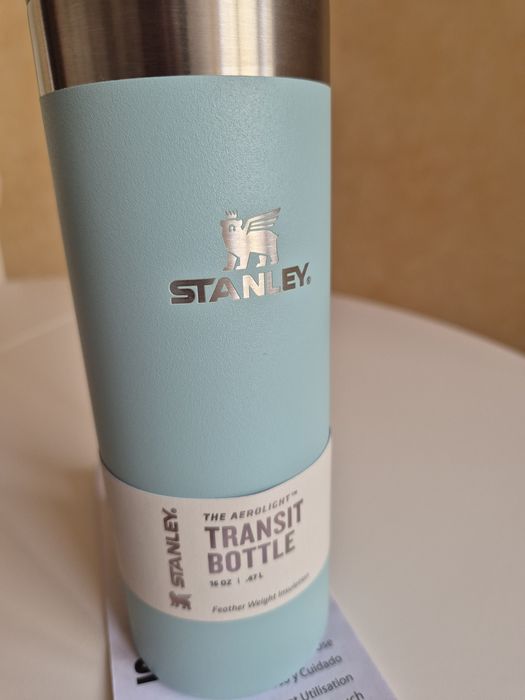 STANLEY®
STANLEY®
THE AEROLIGHT™
TRANSIT
BOTTLE
16 OZ | .47 L
Feather Weight Insulation
y Cuidado
Utilisation